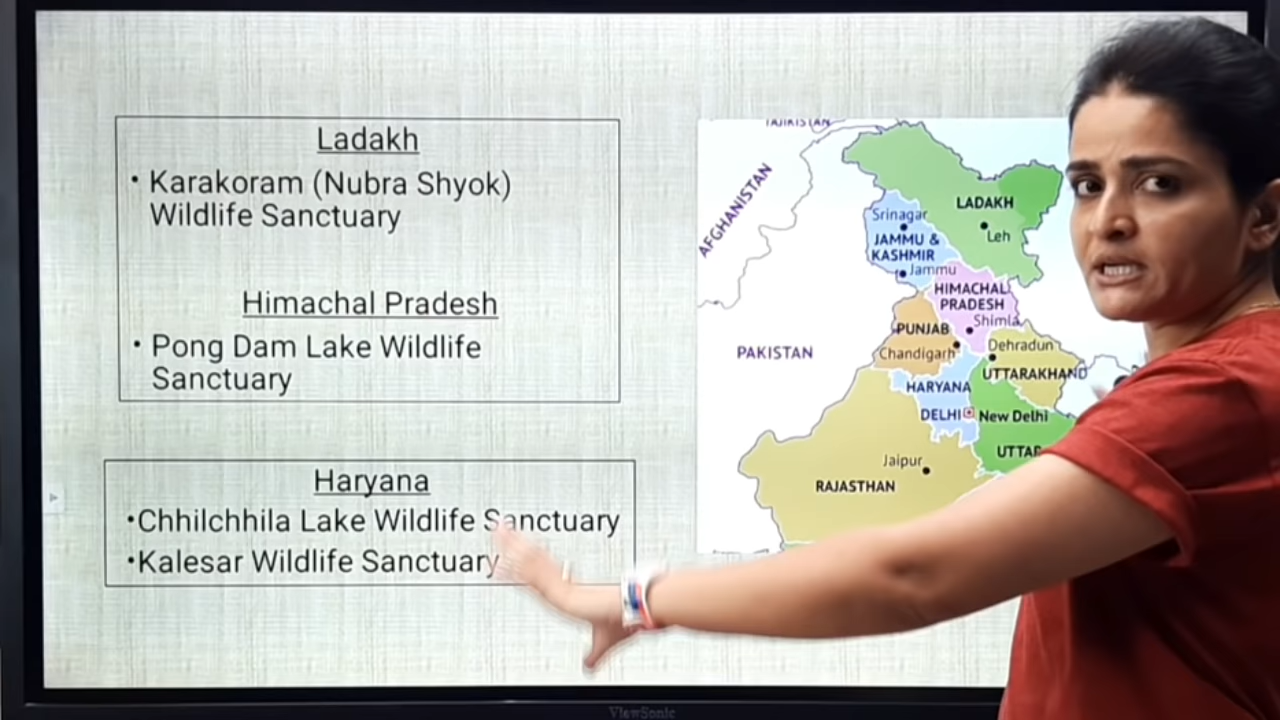 Ladakh
• Karakoram (Nubra Shyok)
Wildlife Sanctuary
Himachal Pradesh
• Pong Dam Lake Wildlife
Sanctuary
Haryana
•Chhilchhila Lake Wildlife Sanctuary
•Kalesar Wildlife Sanctuary
TAJIKISTAN
AFGHANISTAN
LADAKH
Srinagar
Leh
JAMMU &
KASHMIR
Jammu
HIMACHAL
PRADESH
Shimla
PUNJAB
Chandigarh
Dehradun
PAKISTAN
UTTARAKHAND
HARYANA
DELHI
New Delhi
UTTAR
Jaipur
RAJASTHAN
ViewSonic